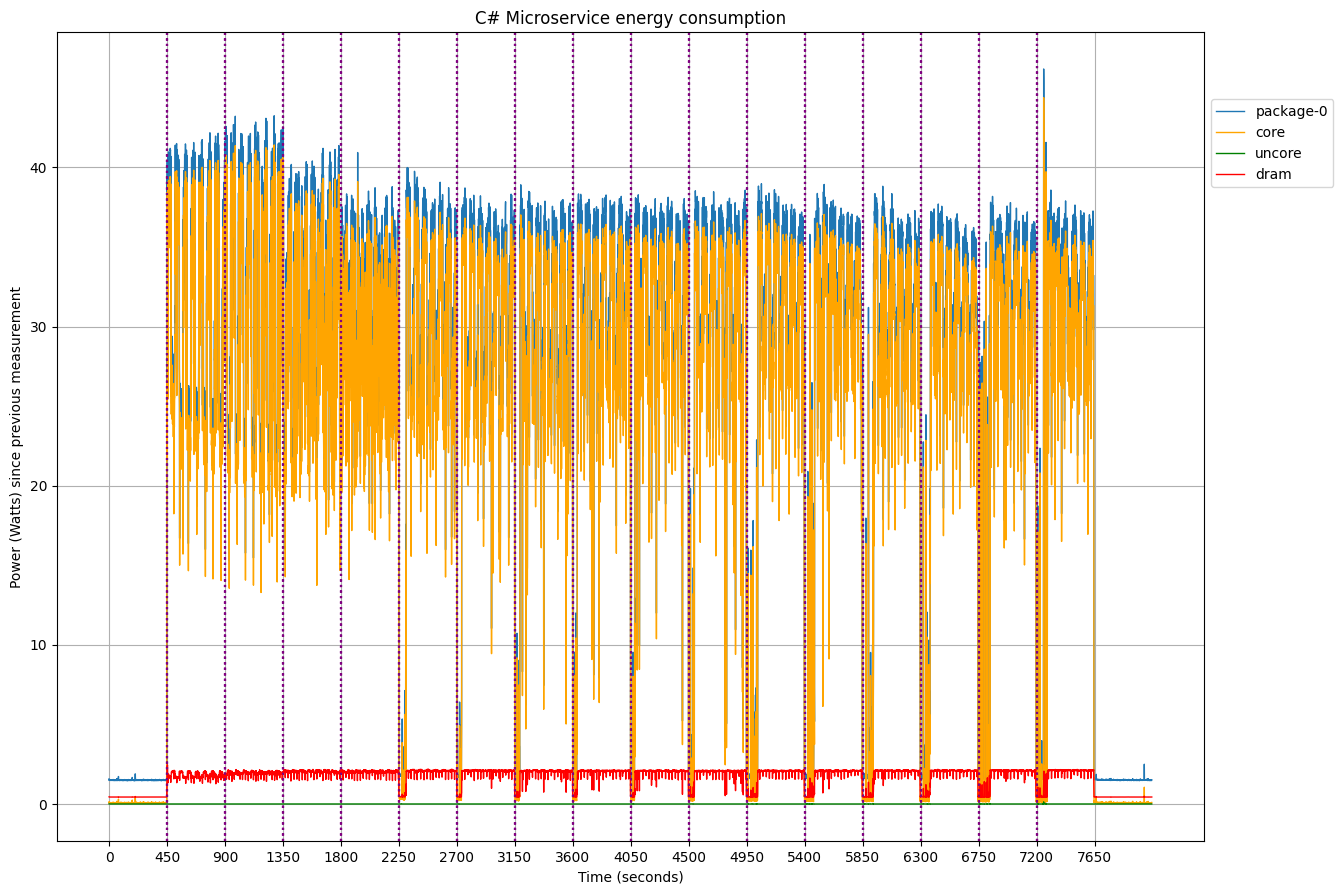 C# Microservice energy consumption
Power (Watts) since previous measurement
40
30
20
10
0
package-0
core
uncore
dram
0 450 900 1350 1800 2250 2700 3150 3600 4050 4500 4950 5400 5850 6300 6750 7200 7650
Time (seconds)